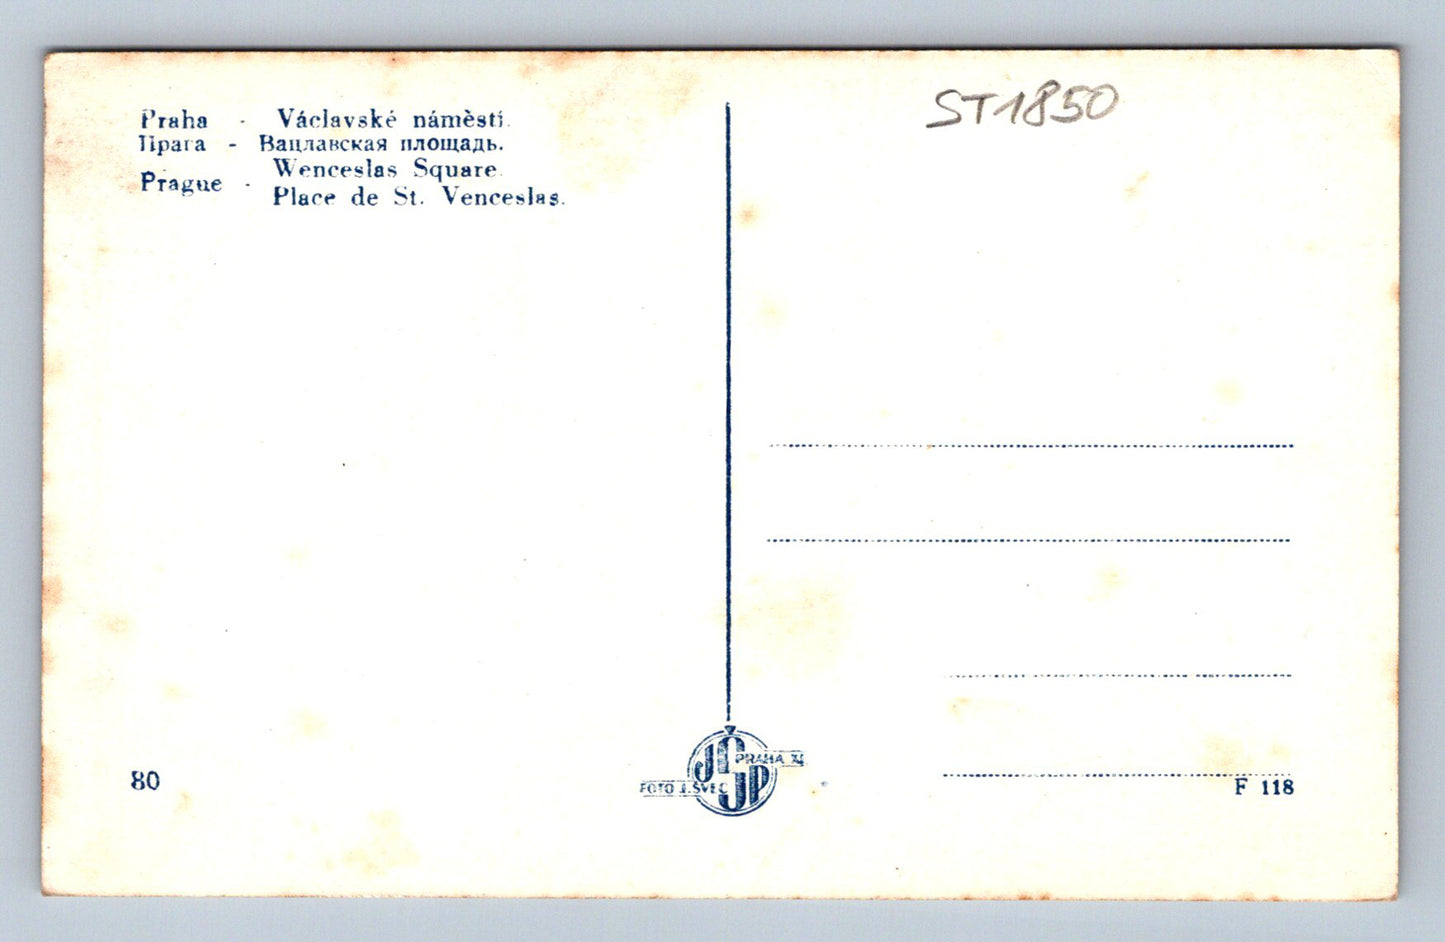 Praha - Václavské náměstí.
Прага - Вацлавская площадь.
Prague - Wenceslas Square.
Place de St. Venceslas.
ST1850
80
PRAHA XI.
FOTO J. ŠVEC
F 118